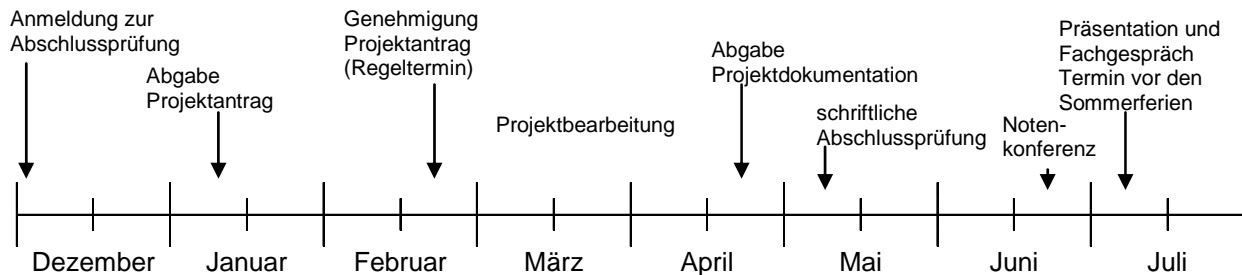 Anmeldung zur
Abschlussprüfung
Abgabe
Projektantrag
Genehmigung
Projektantrag
(Regeltermin)
Projektbearbeitung
Abgabe
Projektdokumentation
schriftliche
Abschlussprüfung
Noten-
konferenz
Präsentation und
Fachgespräch
Termin vor den
Sommerferien
Dezember
Januar
Februar
März
April
Mai
Juni
Juli